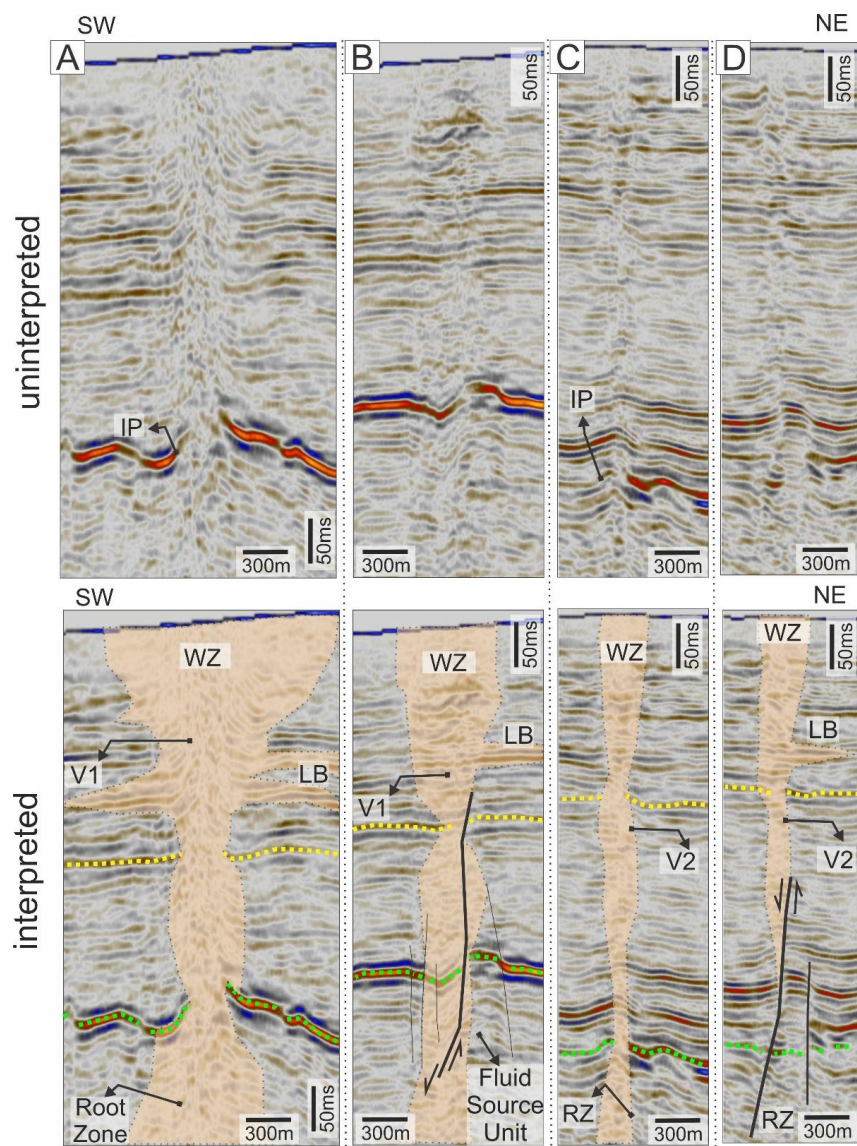 SW
NE
A
B
C
D
50ms
50ms
50ms
uninterpreted
IP
IP
50ms
300m
300m
300m
300m
SW
NE
WZ
WZ
WZ
WZ
50ms
50ms
50ms
LB
LB
V1
V1
V2
V2
interpreted
Root
Zone
50ms
300m
300m
Fluid
Source
Unit
RZ
300m
RZ
300m